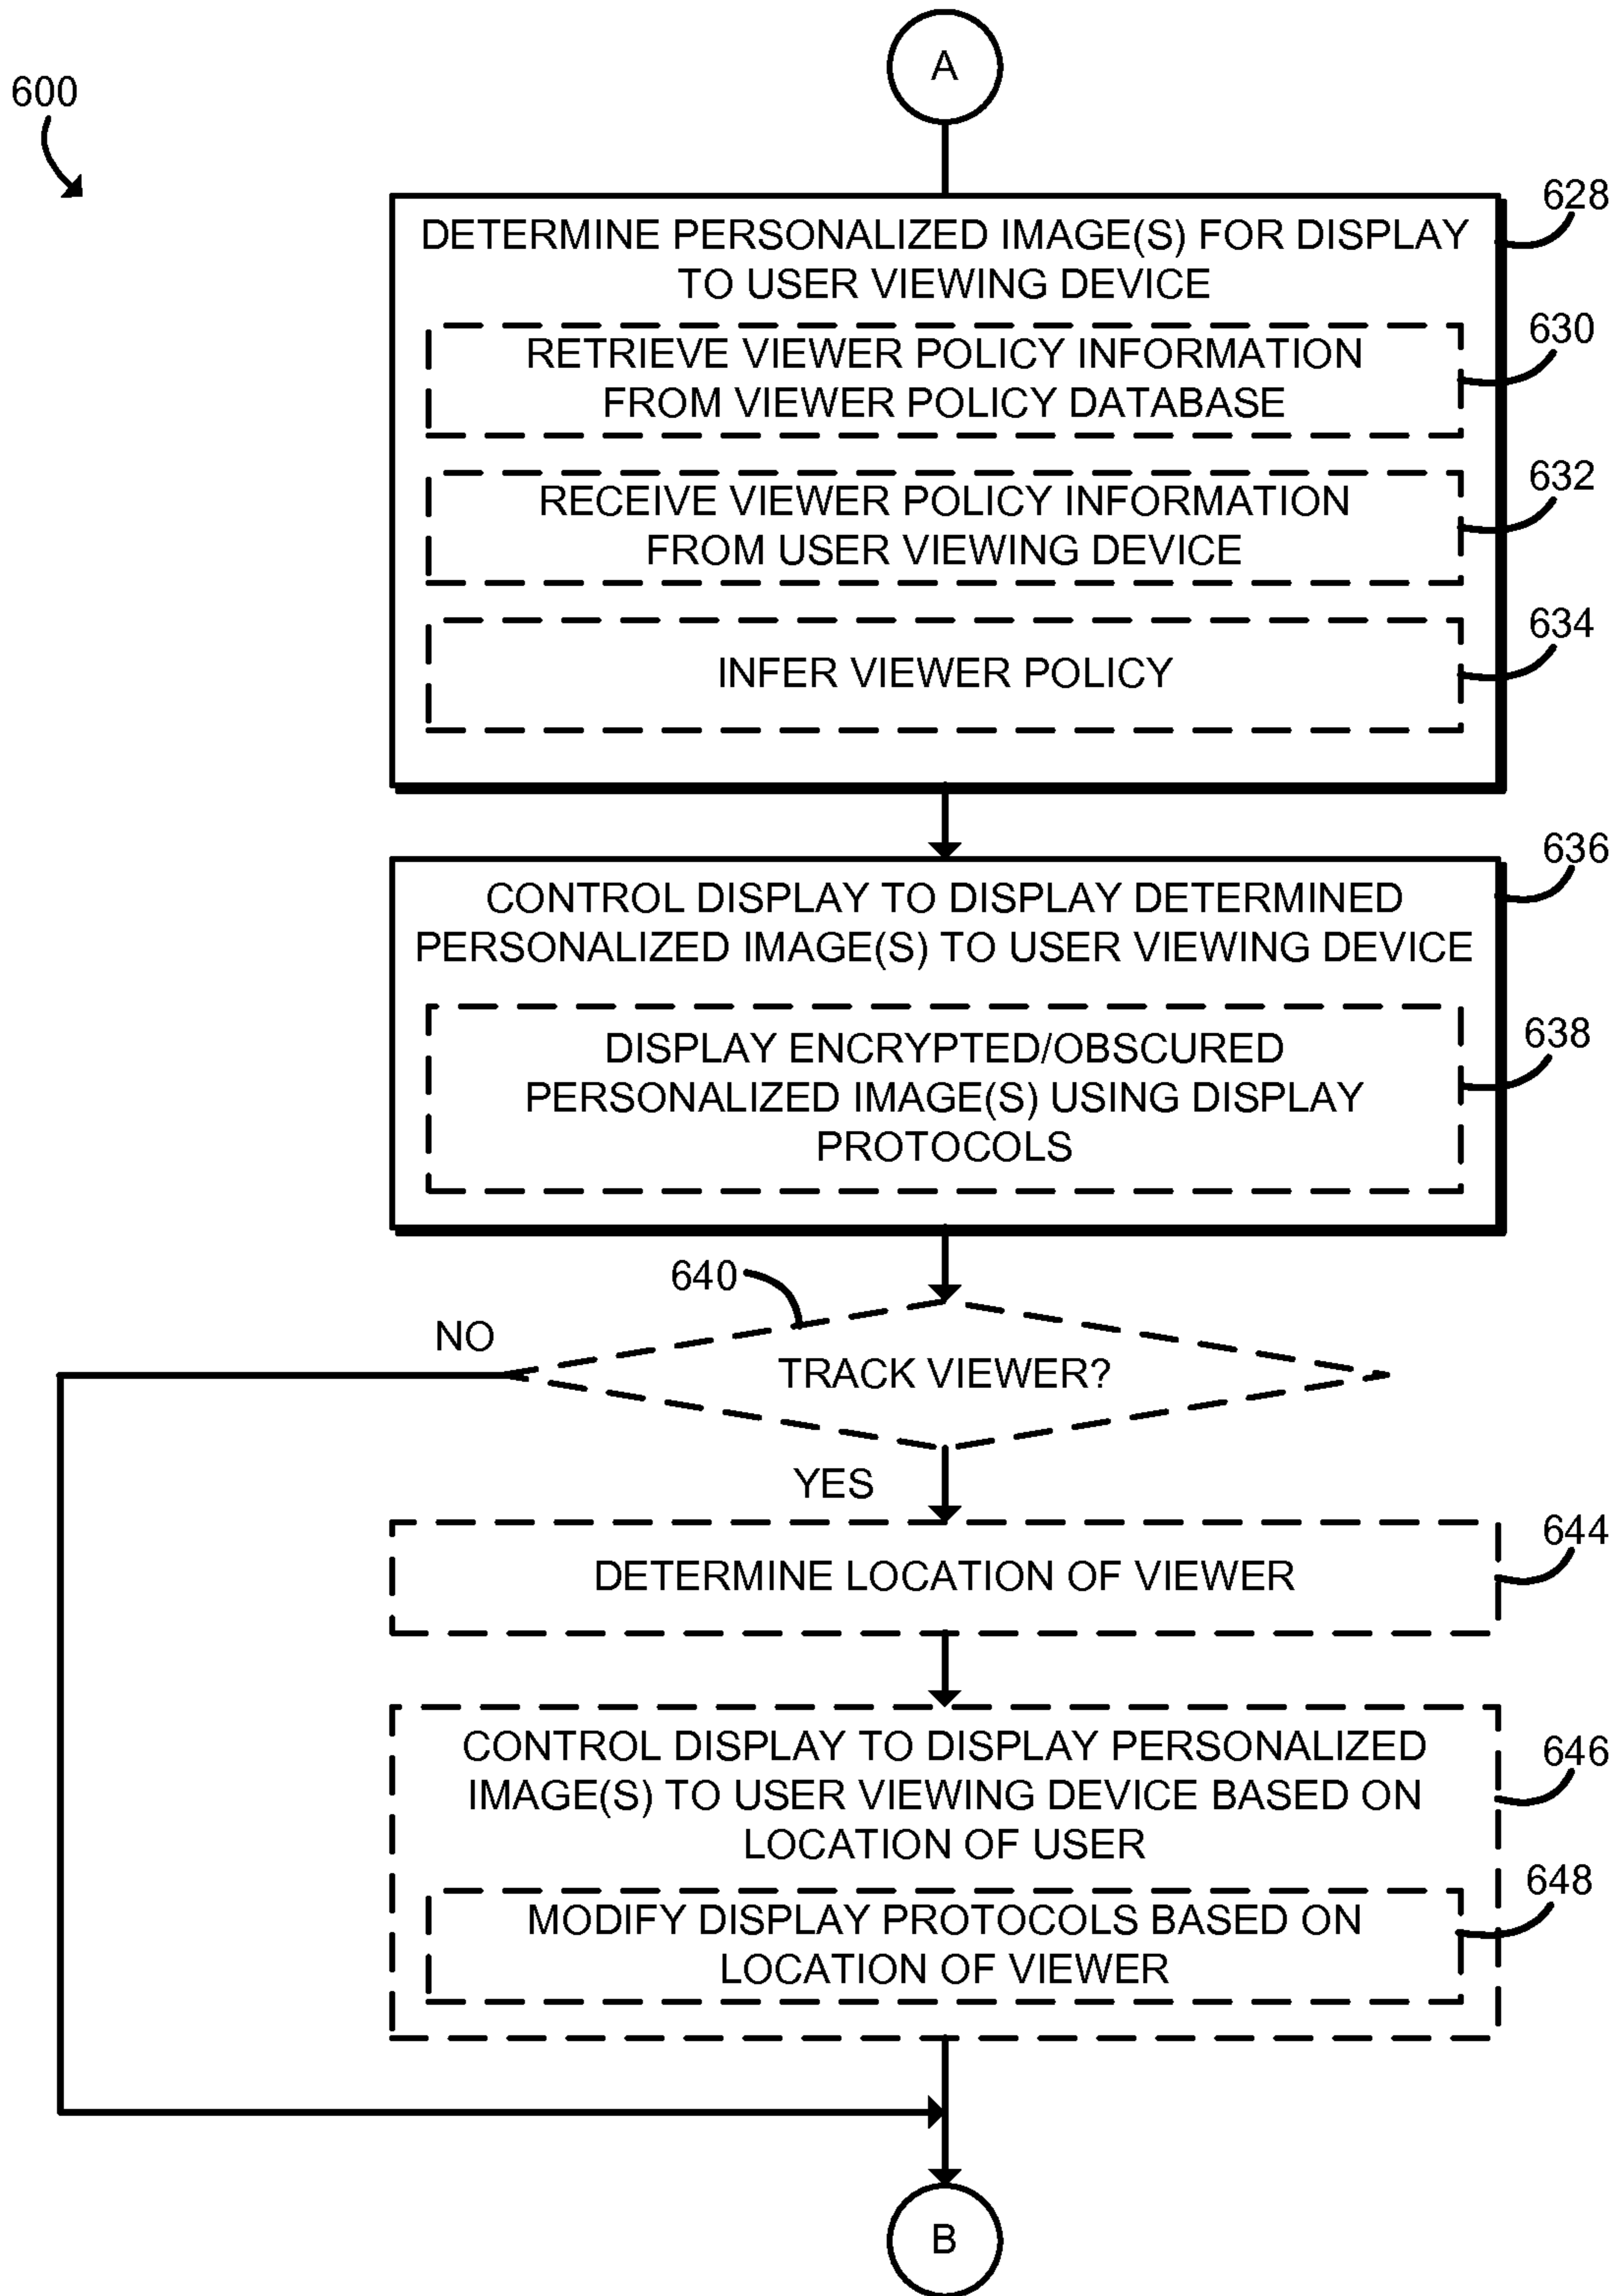 A
600
628
DETERMINE PERSONALIZED IMAGE(S) FOR DISPLAY
TO USER VIEWING DEVICE
630
RETRIEVE VIEWER POLICY INFORMATION
FROM VIEWER POLICY DATABASE
632
RECEIVE VIEWER POLICY INFORMATION
FROM USER VIEWING DEVICE
634
INFER VIEWER POLICY
636
CONTROL DISPLAY TO DISPLAY DETERMINED
PERSONALIZED IMAGE(S) TO USER VIEWING DEVICE
638
DISPLAY ENCRYPTED/OBSCURED
PERSONALIZED IMAGE(S) USING DISPLAY
PROTOCOLS
640
NO
TRACK VIEWER?
YES
644
DETERMINE LOCATION OF VIEWER
646
CONTROL DISPLAY TO DISPLAY PERSONALIZED
IMAGE(S) TO USER VIEWING DEVICE BASED ON
LOCATION OF USER
648
MODIFY DISPLAY PROTOCOLS BASED ON
LOCATION OF VIEWER
B